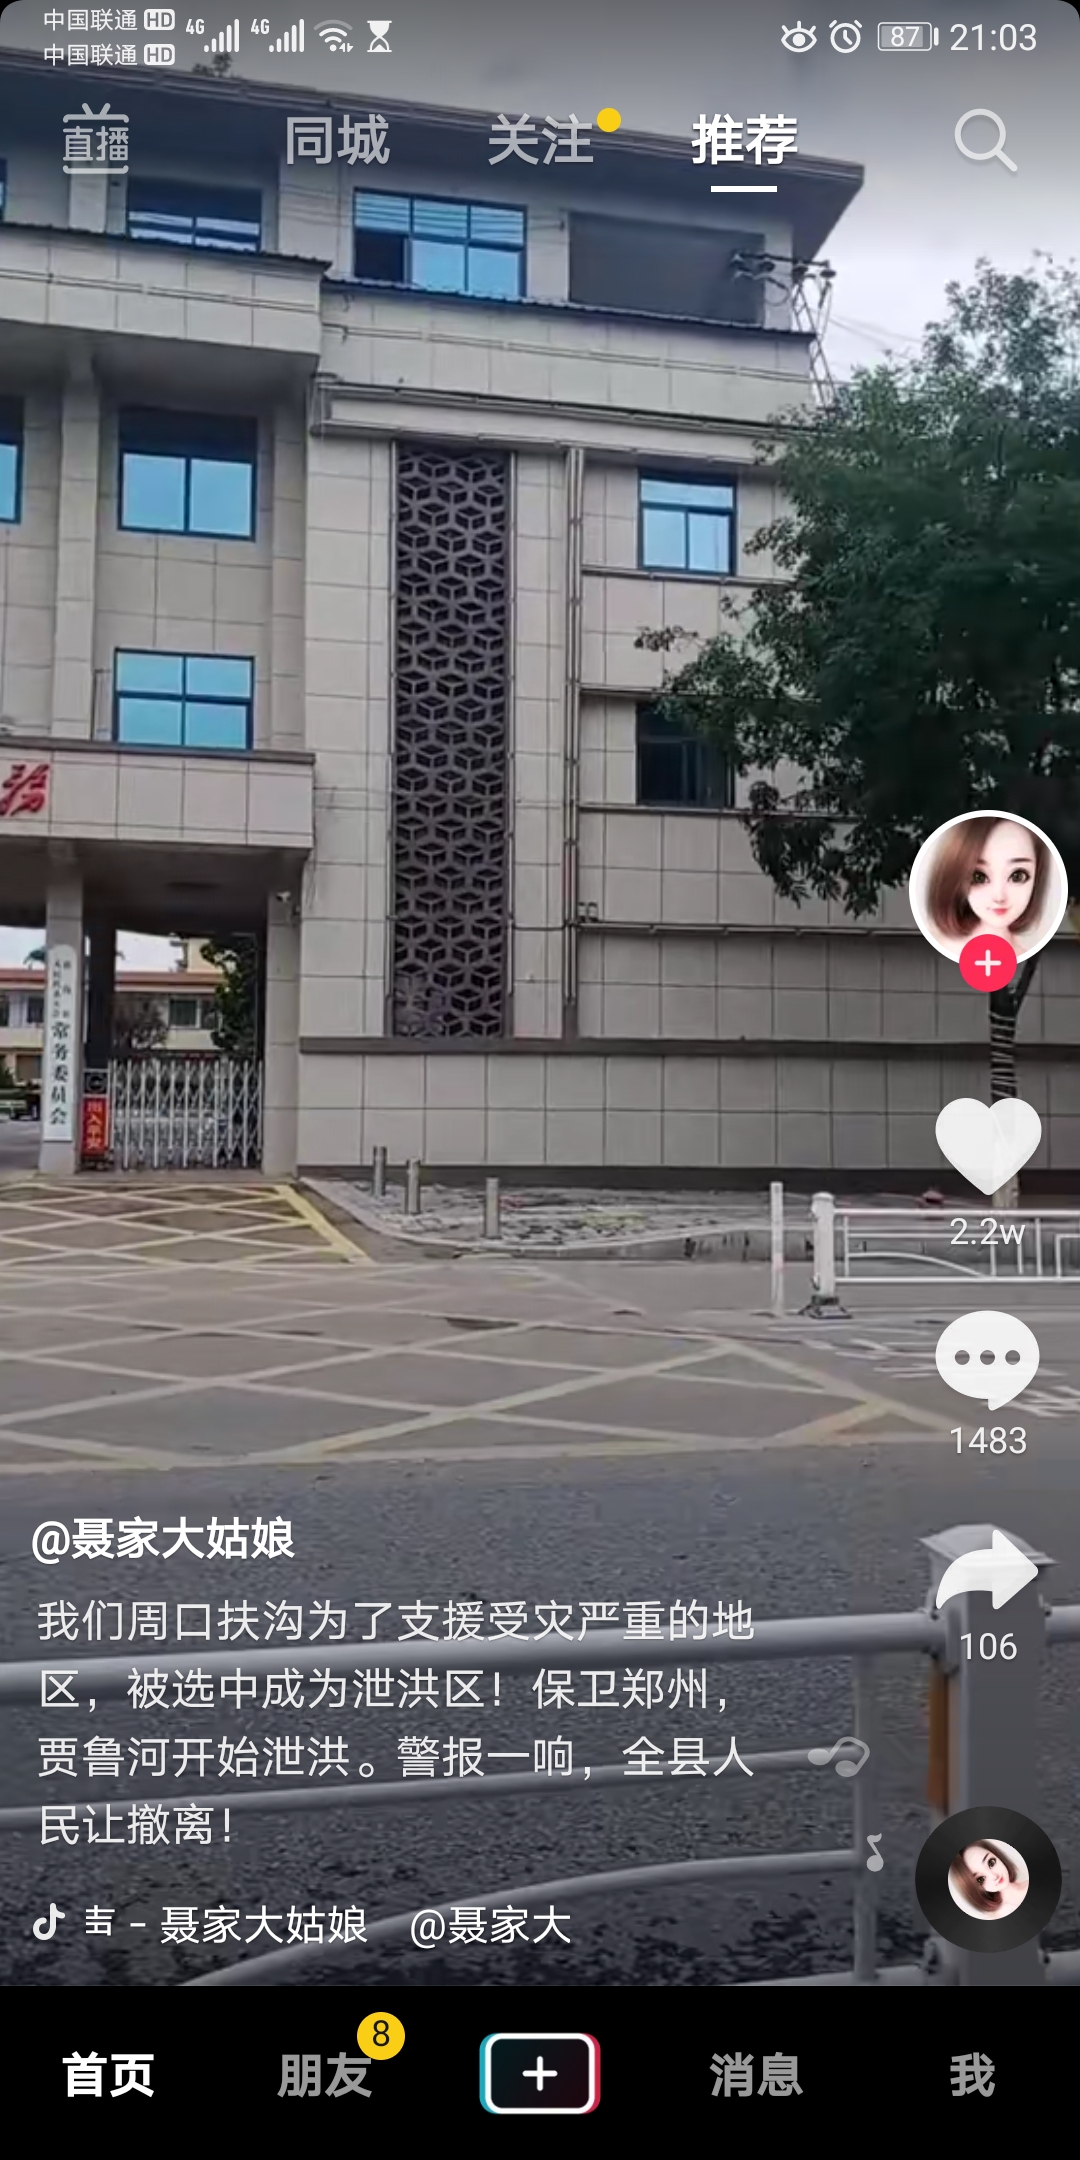 中国联通 HD 4G 4G 87 21:03
中国联通 HD
直播 同城 关注 推荐
常务委员会
出入平安
2.2w
1483
@聂家大姑娘
我们周口扶沟为了支援受灾严重的地
区，被选中成为泄洪区！保卫郑州，
贾鲁河开始泄洪。警报一响，全县人
民让撤离！
106
- 聂家大姑娘 @聂家大
首页 朋友 8 消息 我